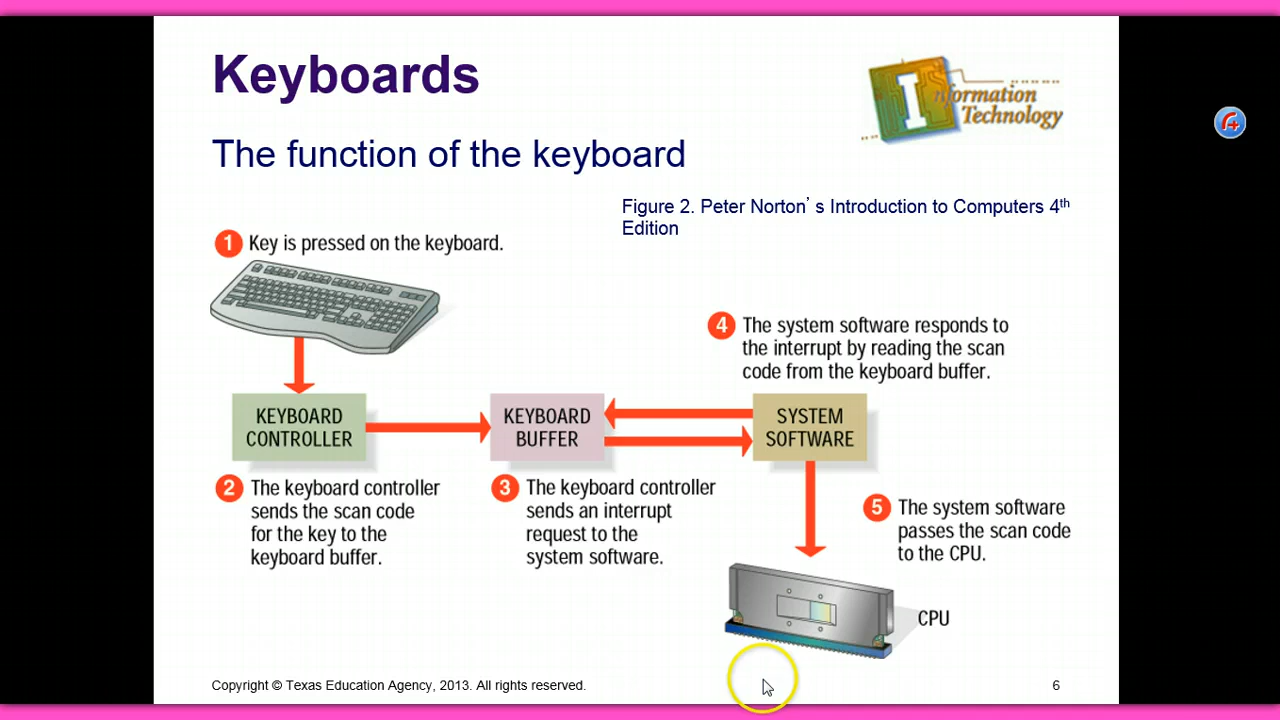 Keyboards
Information
Technology
The function of the keyboard
Figure 2. Peter Norton’s Introduction to Computers 4th
Edition
1 Key is pressed on the keyboard.
4 The system software responds to
the interrupt by reading the scan
code from the keyboard buffer.
KEYBOARD
CONTROLLER
KEYBOARD
BUFFER
SYSTEM
SOFTWARE
2 The keyboard controller
sends the scan code
for the key to the
keyboard buffer.
3 The keyboard controller
sends an interrupt
request to the
system software.
5 The system software
passes the scan code
to the CPU.
CPU
Copyright © Texas Education Agency, 2013. All rights reserved.
6